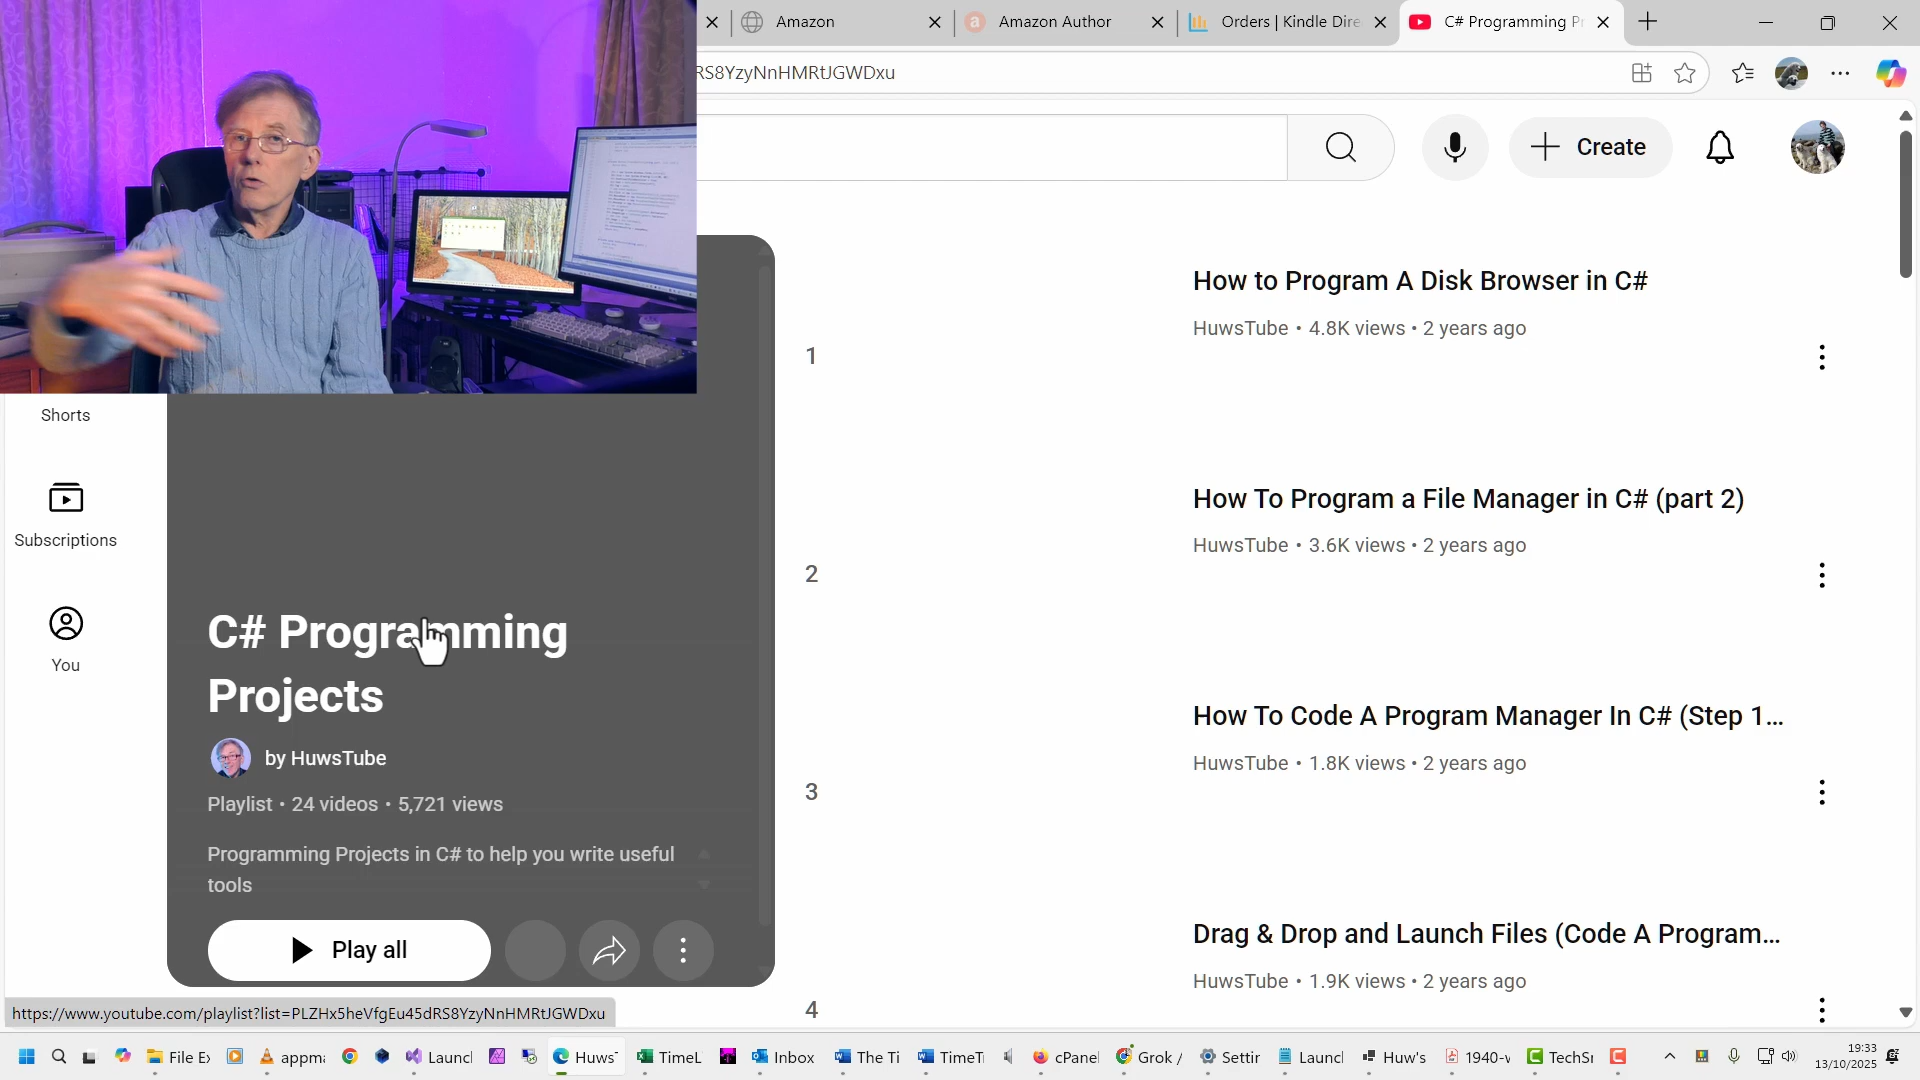 Amazon
Amazon Author
Orders | Kindle Dire
C# Programming Pr
RS8YzyNnHMRtJGWDxu
Create
Shorts
Subscriptions
You
C# Programming
Projects
by HuwsTube
Playlist • 24 videos • 5,721 views
Programming Projects in C# to help you write useful
tools
Play all
1
How to Program A Disk Browser in C#
HuwsTube • 4.8K views • 2 years ago
2
How To Program a File Manager in C# (part 2)
HuwsTube • 3.6K views • 2 years ago
3
How To Code A Program Manager In C# (Step 1...
HuwsTube • 1.8K views • 2 years ago
4
Drag & Drop and Launch Files (Code A Program...
HuwsTube • 1.9K views • 2 years ago
https://www.youtube.com/playlist?list=PLZHx5heVfgEu45dRS8YzyNnHMRtJGWDxu
File Ex
appma
Launch
Huws'
TimeL
Inbox
The Ti
TimeTr
cPanel
Grok /
Settin
Launch
Huw's
1940-v
TechSr
19:33
13/10/2025